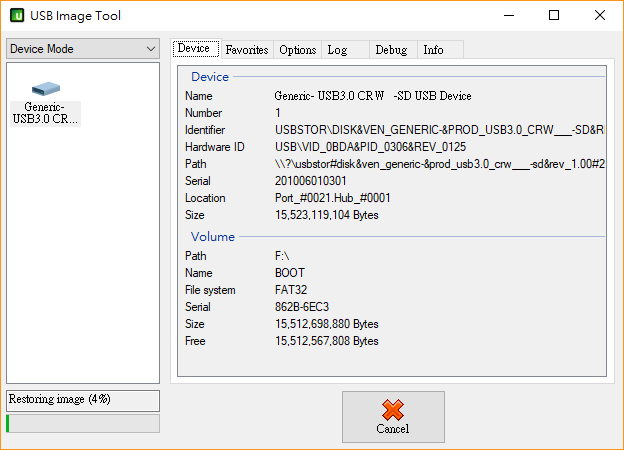 USB Image Tool
Device Mode
Generic-
USB3.0 CR...
Restoring image (4%)
Device Favorites Options Log Debug Info
Device
Name Generic- USB3.0 CRW -SD USB Device
Number 1
Identifier USBSTOR\DISK&VEN_GENERIC-&PROD_USB3.0_CRW___-SD&RE
Hardware ID USB\VID_0BDA&PID_0306&REV_0125
Path \\?\usbstor#disk&ven_generic-&prod_usb3.0_crw___-sd&rev_1.00#2
Serial 201006010301
Location Port_#0021.Hub_#0001
Size 15,523,119,104 Bytes
Volume
Path F:\
Name BOOT
File system FAT32
Serial 862B-6EC3
Size 15,512,698,880 Bytes
Free 15,512,567,808 Bytes
Cancel